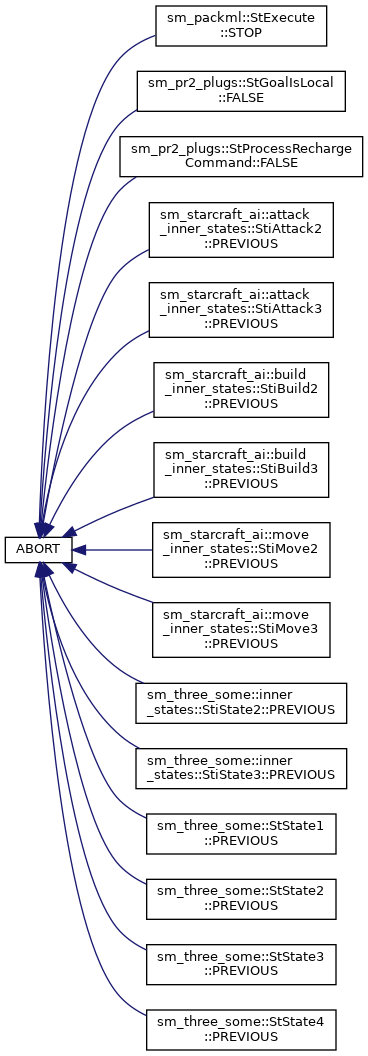 sm_packml::StExecute
::STOP
sm_pr2_plugs::StGoalIsLocal
::FALSE
sm_pr2_plugs::StProcessRecharge
Command::FALSE
sm_starcraft_ai::attack
_inner_states::StiAttack2
::PREVIOUS
sm_starcraft_ai::attack
_inner_states::StiAttack3
::PREVIOUS
sm_starcraft_ai::build
_inner_states::StiBuild2
::PREVIOUS
sm_starcraft_ai::build
_inner_states::StiBuild3
::PREVIOUS
ABORT
sm_starcraft_ai::move
_inner_states::StiMove2
::PREVIOUS
sm_starcraft_ai::move
_inner_states::StiMove3
::PREVIOUS
sm_three_some::inner
_states::StiState2::PREVIOUS
sm_three_some::inner
_states::StiState3::PREVIOUS
sm_three_some::StState1
::PREVIOUS
sm_three_some::StState2
::PREVIOUS
sm_three_some::StState3
::PREVIOUS
sm_three_some::StState4
::PREVIOUS